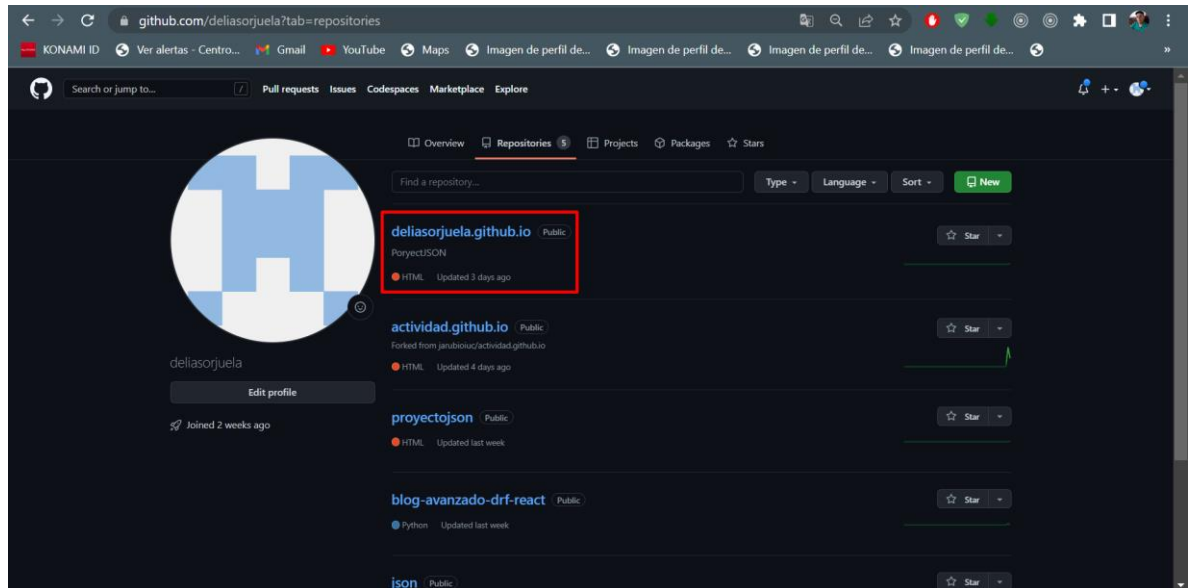 github.com/deliasorjuela?tab=repositories
KONAMI ID Ver alertas - Centro... Gmail YouTube Maps Imagen de perfil de... Imagen de perfil de... Imagen de perfil de... Imagen de perfil de... »
Search or jump to... / Pull requests Issues Codespaces Marketplace Explore
Overview Repositories 5 Projects Packages Stars
Find a repository... Type Language Sort New
deliasorjuela.github.io Public Star
PoryectJSON
HTML Updated 3 days ago
actividad.github.io Public Star
Forked from jarubioiuc/actividad.github.io
HTML Updated 4 days ago
deliasorjuela
Edit profile
Joined 2 weeks ago
proyectojson Public Star
HTML Updated last week
blog-avanzado-drf-react Public Star
Python Updated last week
json Public Star